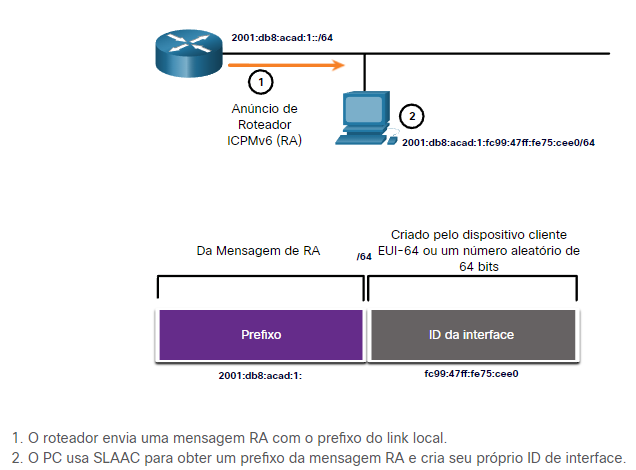 2001:db8:acad:1::/64
1
Anúncio de
Roteador
ICPMv6 (RA)
2
2001:db8:acad:1:fc99:47ff:fe75:cee0/64
Da Mensagem de RA
/64
Criado pelo dispositivo cliente
EUI-64 ou um número aleatório de
64 bits
Prefixo
ID da interface
2001:db8:acad:1:
fc99:47ff:fe75:cee0
1. O roteador envia uma mensagem RA com o prefixo do link local.
2. O PC usa SLAAC para obter um prefixo da mensagem RA e cria seu próprio ID de interface.